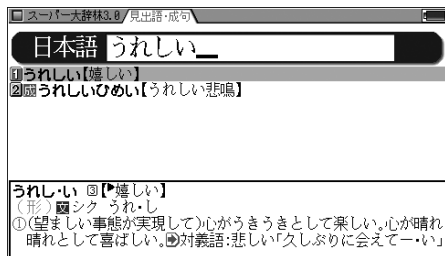 スーパー大辞林3.0 見出語・成句
日本語 うれしい
1うれしい【嬉しい】
2うれしいひめい【うれしい悲鳴】
うれし・い ③【▶嬉しい】
(形)文シク うれ・し
①(望ましい事態が実現して)心がうきうきとして楽しい。心が晴れ
晴れとして喜ばしい。対義語:悲しい「久しぶりに会えてー・い」